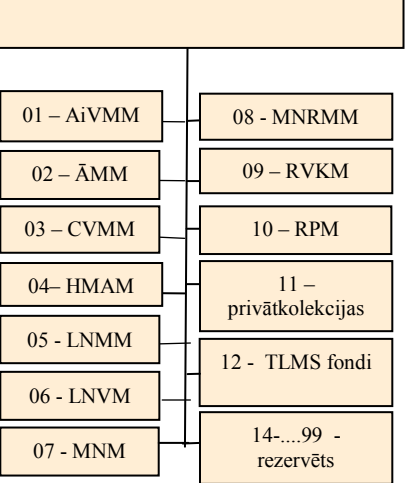 01 – AiVMM
02 – ĀMM
03 – CVMM
04– HMAM
05 - LNMM
06 - LNVM
07 - MNM
08 - MNRMM
09 – RVKM
10 – RPM
11 –
privātkolekcijas
12 - TLMS fondi
14-....99 -
rezervēts